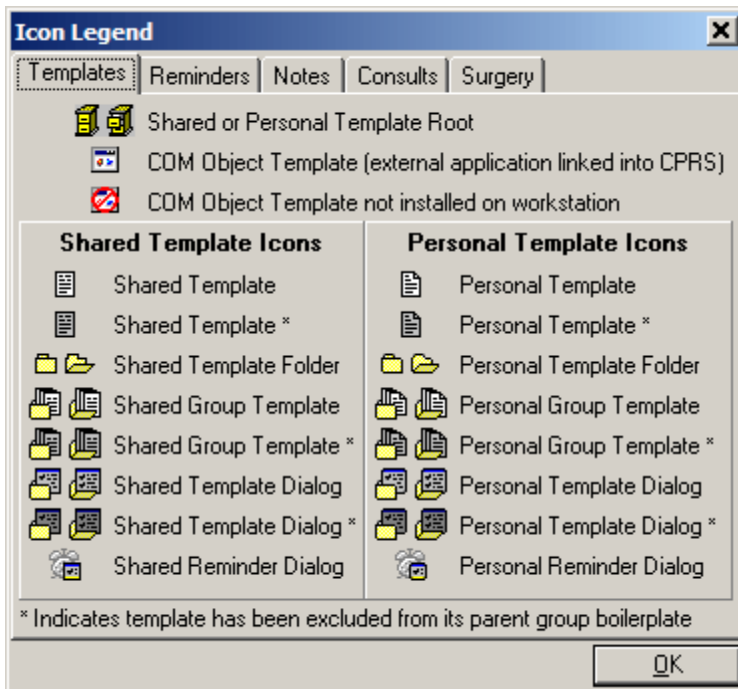 Icon Legend
Templates Reminders Notes Consults Surgery
Shared or Personal Template Root
COM Object Template (external application linked into CPRS)
COM Object Template not installed on workstation
Shared Template Icons
Shared Template
Shared Template *
Shared Template Folder
Shared Group Template
Shared Group Template *
Shared Template Dialog
Shared Template Dialog *
Shared Reminder Dialog
Personal Template Icons
Personal Template
Personal Template *
Personal Template Folder
Personal Group Template
Personal Group Template *
Personal Template Dialog
Personal Template Dialog *
Personal Reminder Dialog
* Indicates template has been excluded from its parent group boilerplate
OK